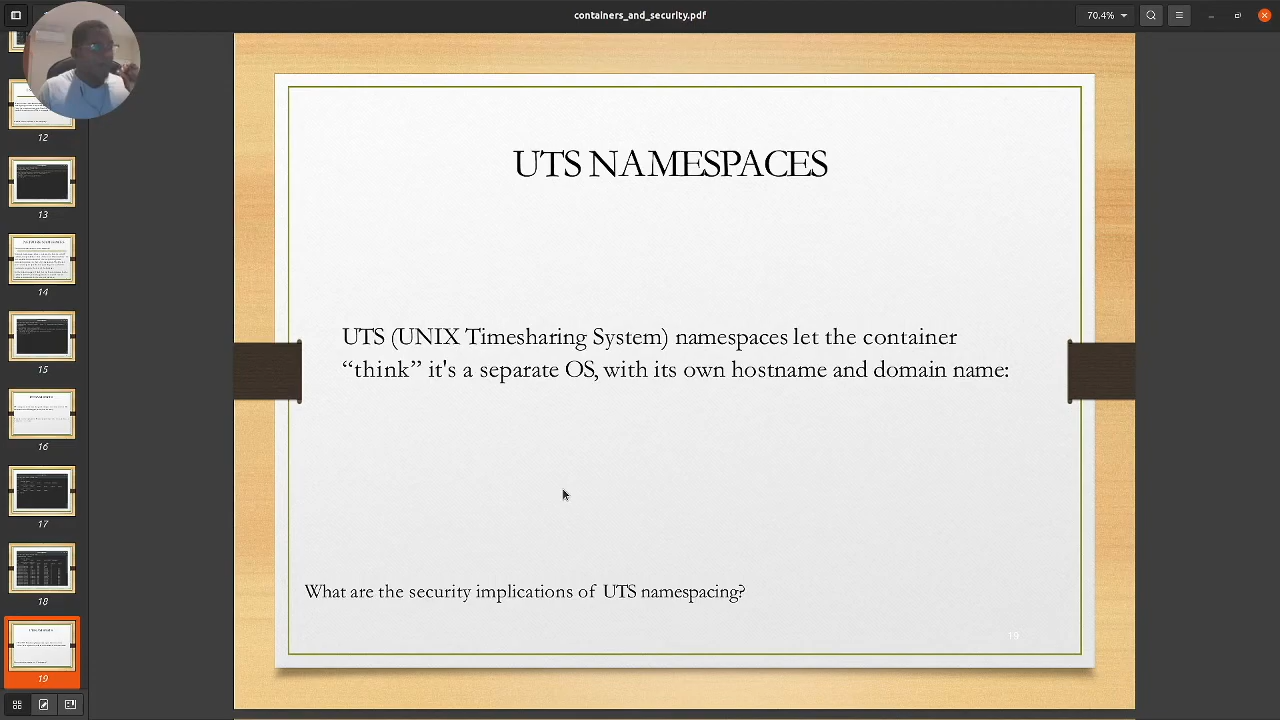 containers_and_security.pdf
70.4%
12
13
14
15
16
17
18
19
UTS NAMESPACES
UTS (UNIX Timesharing System) namespaces let the container
“think” it's a separate OS, with its own hostname and domain name:
What are the security implications of UTS namespacing?
19